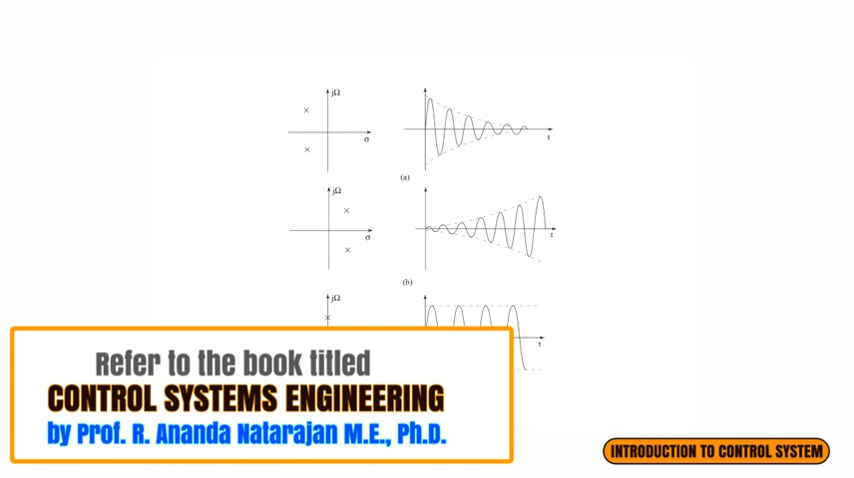 jΩ
σ
t
(a)
jΩ
σ
t
(b)
jΩ
t
Refer to the book titled
CONTROL SYSTEMS ENGINEERING
by Prof. R. Ananda Natarajan M.E., Ph.D.
INTRODUCTION TO CONTROL SYSTEM